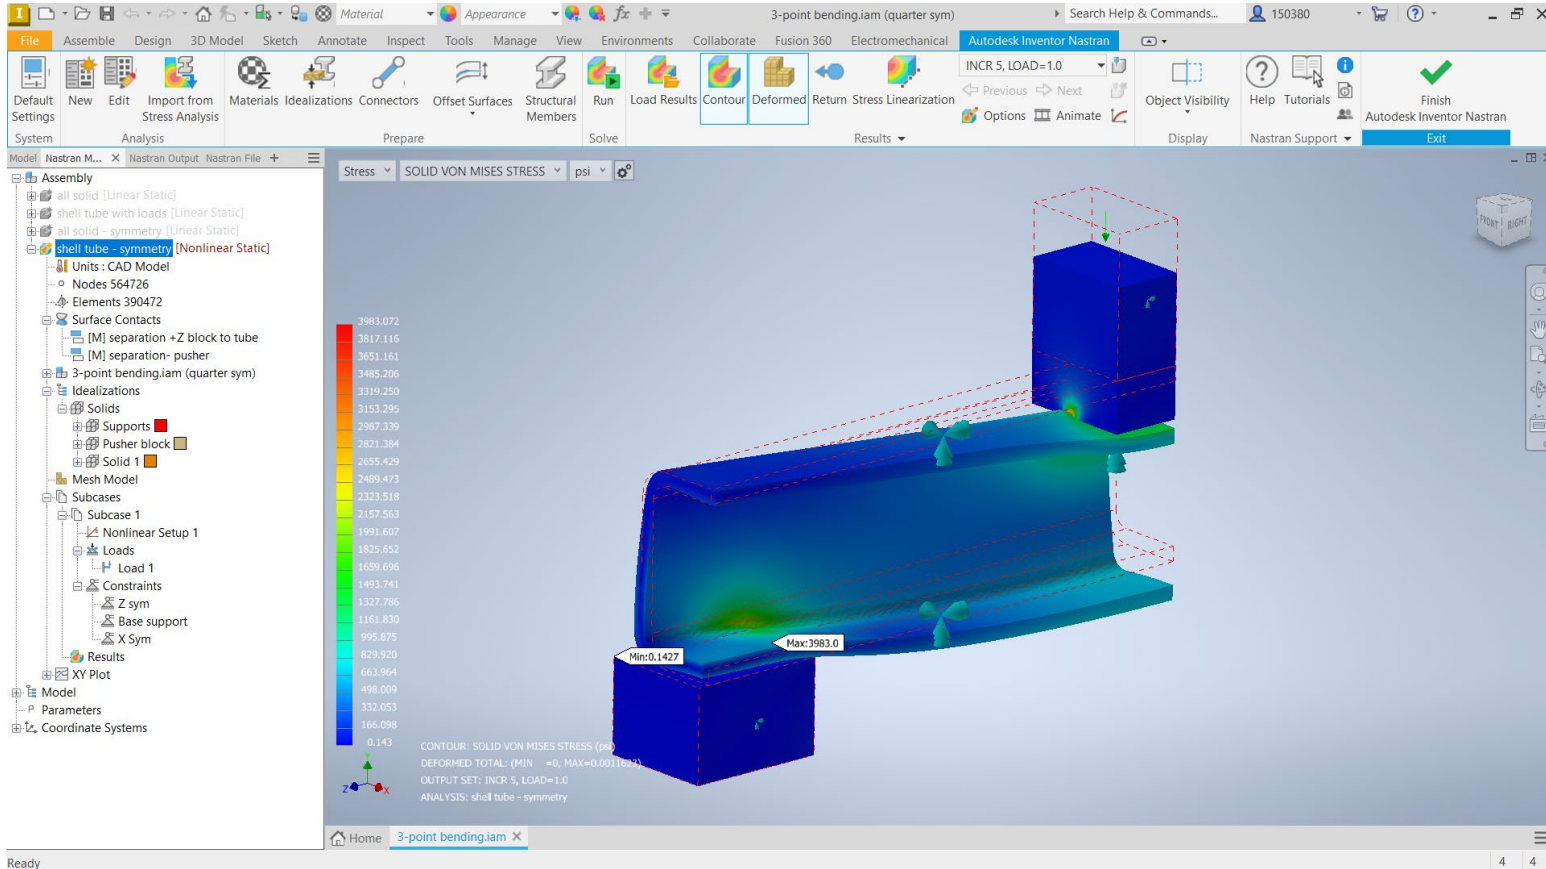 Material
Appearance
fx
3-point bending.iam (quarter sym)
Search Help & Commands...
150380
File Assemble Design 3D Model Sketch Annotate Inspect Tools Manage View Environments Collaborate Fusion 360 Electromechanical Autodesk Inventor Nastran
INCR 5, LOAD=1.0
Previous Next
Options Animate
Default Settings
New
Edit
Import from Stress Analysis
Materials
Idealizations
Connectors
Offset Surfaces
Structural Members
Run
Load Results
Contour
Deformed
Return
Stress Linearization
Object Visibility
Help
Tutorials
Finish
Autodesk Inventor Nastran
System
Analysis
Prepare
Solve
Results
Display
Nastran Support
Exit
Model Nastran M... Nastran Output Nastran File
Assembly
all solid [Linear Static]
shell tube with loads [Linear Static]
all solid - symmetry [Linear Static]
shell tube - symmetry [Nonlinear Static]
Units : CAD Model
Nodes 564726
Elements 390472
Surface Contacts
[M] separation +Z block to tube
[M] separation- pusher
3-point bending.iam (quarter sym)
Idealizations
Solids
Supports
Pusher block
Solid 1
Mesh Model
Subcases
Subcase 1
Nonlinear Setup 1
Loads
Load 1
Constraints
Z sym
Base support
X Sym
Results
XY Plot
Model
P Parameters
Coordinate Systems
Stress
SOLID VON MISES STRESS
psi
FRONT RIGHT
3983.072
3817.116
3651.161
3485.206
3319.250
3153.295
2987.339
2821.384
2655.429
2489.473
2323.518
2157.563
1991.607
1825.652
1659.696
1493.741
1327.786
1161.830
995.875
829.920
663.964
498.009
332.053
166.098
0.143
Max:3983.0
Min:0.1427
CONTOUR: SOLID VON MISES STRESS (psi)
DEFORMED TOTAL: (MIN =0, MAX=0.0011623)
OUTPUT SET: INCR 5, LOAD=1.0
ANALYSIS: shell tube - symmetry
Y
Z
X
Home
3-point bending.iam
Ready
4 4